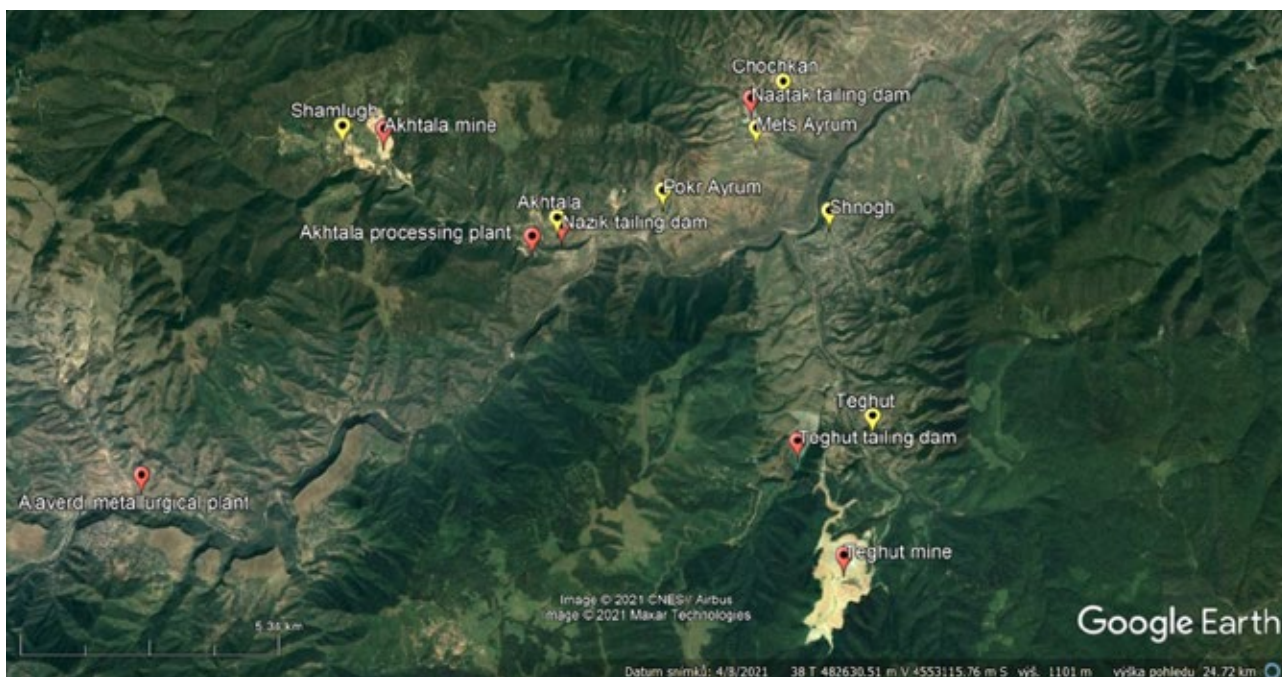 Chochkan
Naatak tailing dam
Shamlugh
Akhtala mine
Mets Ayrum
Pokr Ayrum
Akhtala
Shnogh
Nazik tailing dam
Akhtala processing plant
Teghut
Teghut tailing dam
Alaverdi metallurgical plant
Teghut mine
Image © 2021 CNES / Airbus
Image © 2021 Maxar Technologies
5.34 km
Google Earth
Datum snímků: 4/3/2021 38 T 482630.51 m V 4553115.76 m S výš. 1101 m výška pohledu 24.72 km